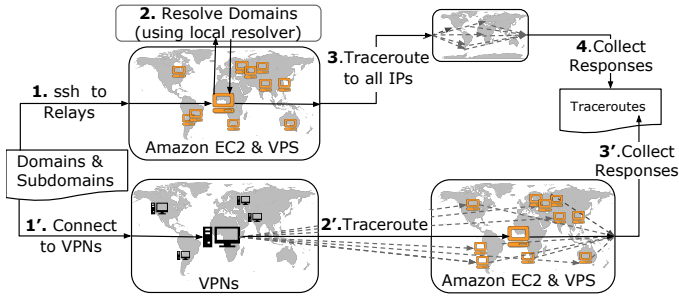 2. Resolve Domains
(using local resolver)
1. ssh to
Relays
Amazon EC2 & VPS
3.Traceroute
to all IPs
4.Collect
Responses
Traceroutes
Domains &
Subdomains
3’.Collect
Responses
1’. Connect
to VPNs
VPNs
2’.Traceroute
Amazon EC2 & VPS